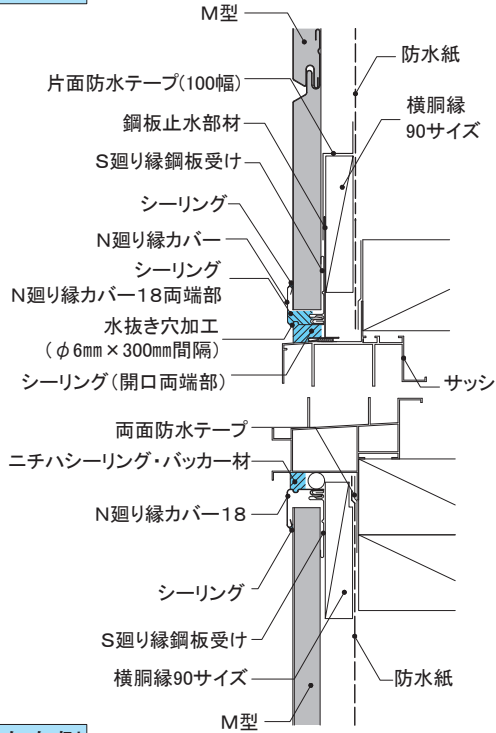 M型
防水紙
片面防水テープ(100幅)
横胴縁
90サイズ
鋼板止水部材
S廻り縁鋼板受け
シーリング
N廻り縁カバー
シーリング
N廻り縁カバー18両端部
水抜き穴加工
(φ6㎜×300㎜間隔)
シーリング(開口両端部)
サッシ
両面防水テープ
ニチハシーリング・バッカー材
N廻り縁カバー18
シーリング
S廻り縁鋼板受け
横胴縁90サイズ
防水紙
M型